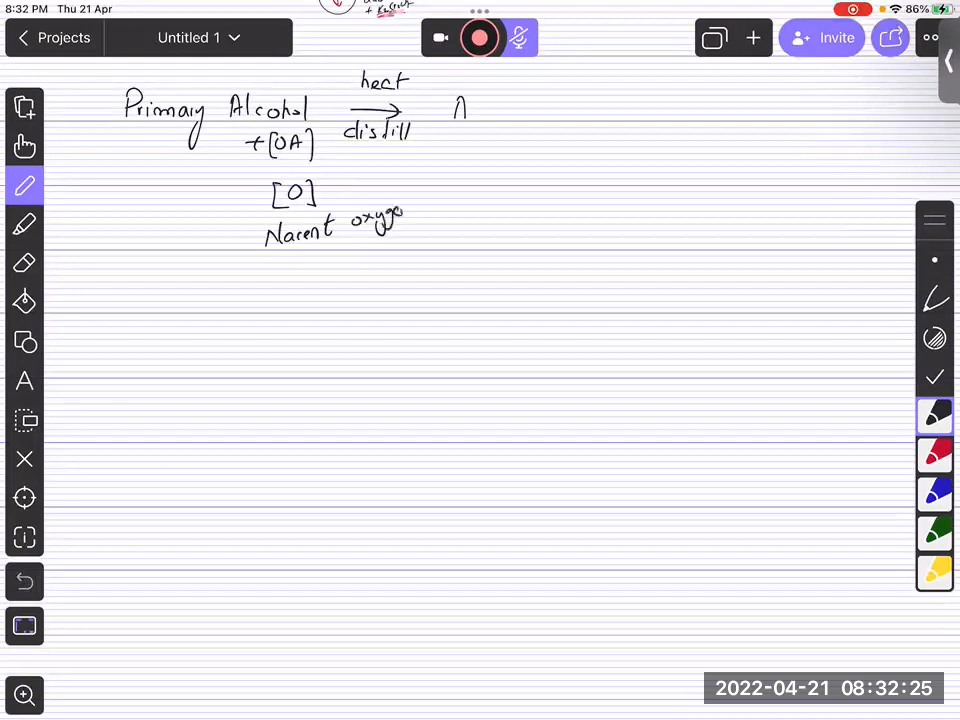 8:32 PM Thu 21 Apr
86%
Projects
Untitled 1
Invite
heat
Primary Alcohol
distill
+[OA]
[O]
Nacent oxyge
A
2022-04-21 08:32:25